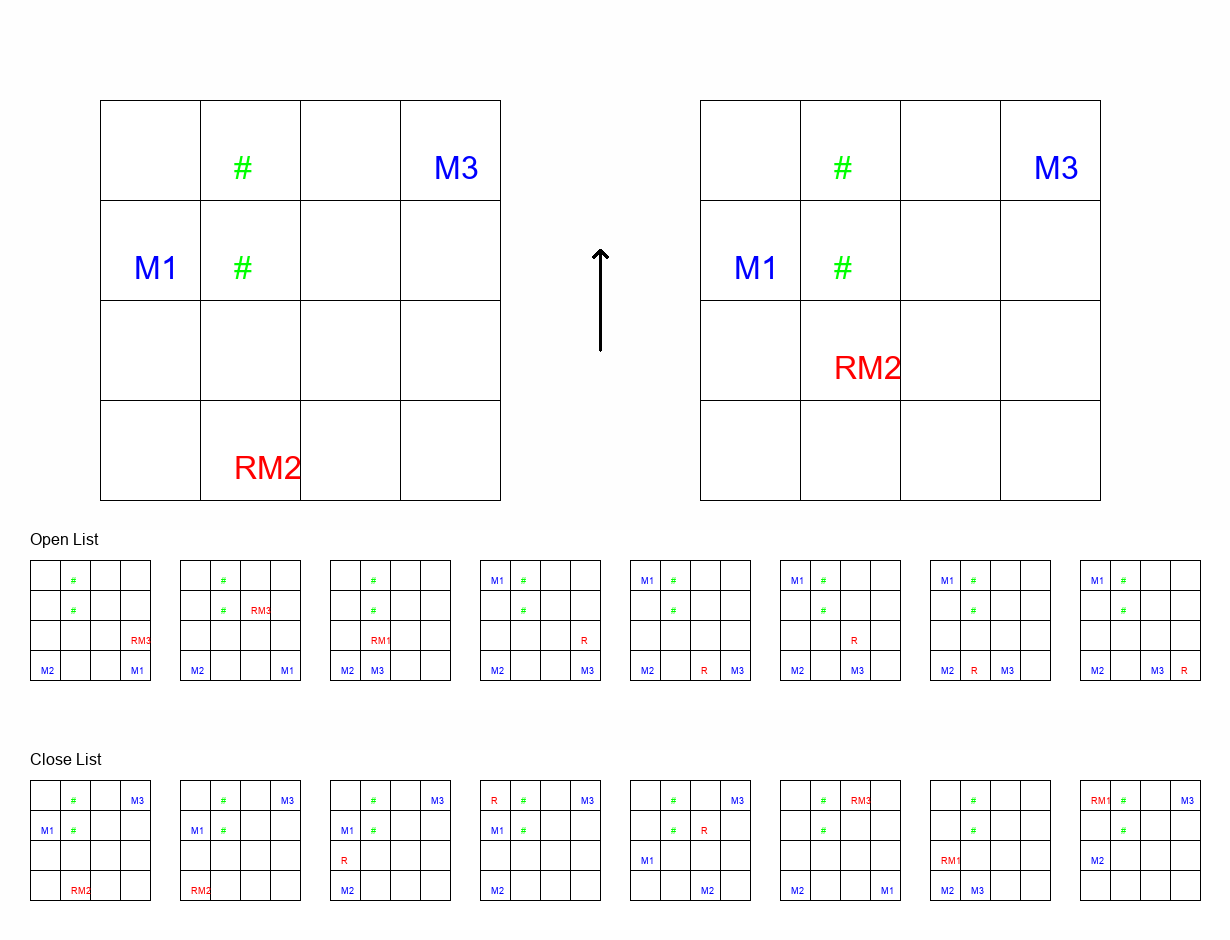 # M3 # M3
M1 # M1 #
RM2
RM2
Open List
# # # M1 # M1 # M1 # M1 # M1 #
# # RM3 # # # # # #
RM3 RM1 R R
M2 M1 M2 M1 M2 M3 M2 M3 M2 R M3 M2 M3 M2 R M3 M2 M3 R
Close List
# M3 # M3 # M3 R # M3 # M3 # RM3 # RM1 # M3
M1 # M1 # M1 # M1 # # R # # #
R M1 RM1 M2
RM2 RM2 M2 M2 M2 M2 M1 M2 M3